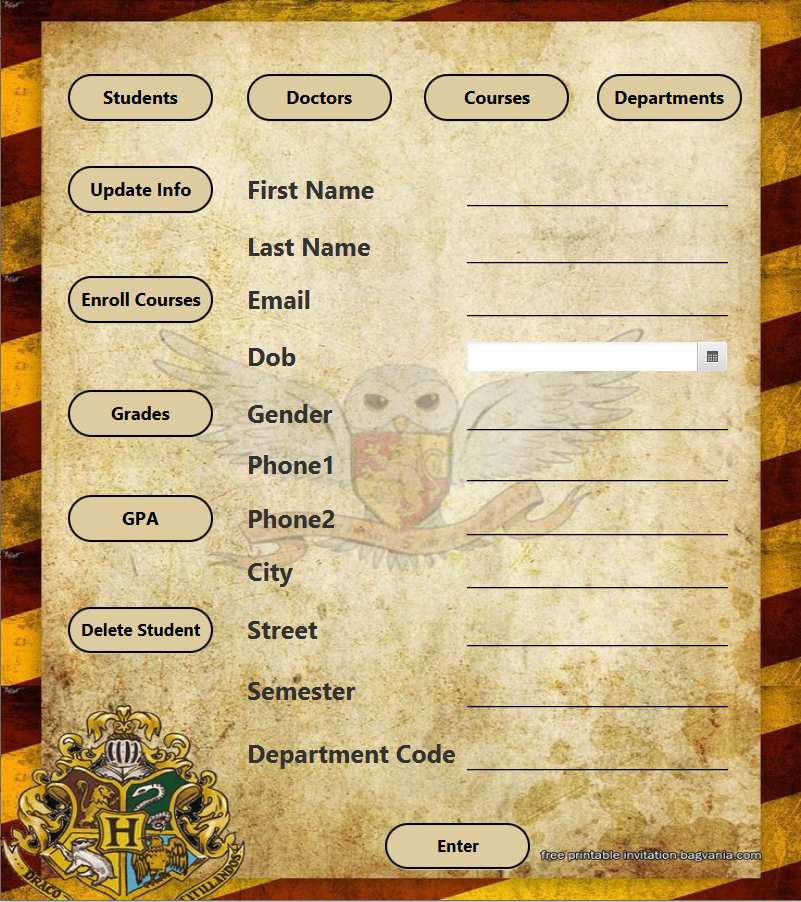 Students
Doctors
Courses
Departments
Update Info
First Name
Last Name
Enroll Courses
Email
Dob
Grades
Gender
Phone1
GPA
Phone2
City
Delete Student
Street
Semester
Department Code
H
Enter
free printable invitation-bagvania.com
DRACO
TITILLANDUS